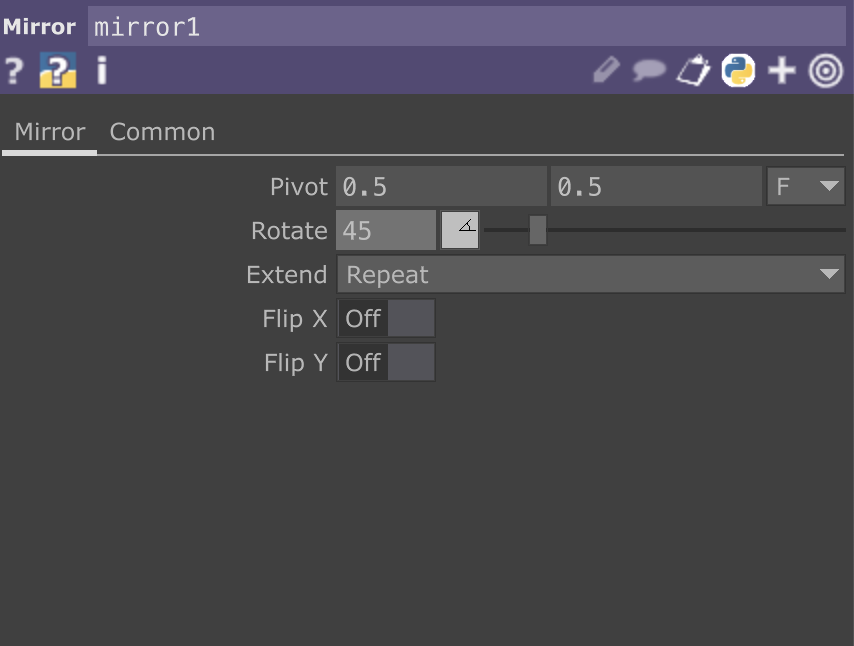 Mirror mirror1
? ? i
Mirror Common
Pivot 0.5 0.5 F
Rotate 45
Extend Repeat
Flip X Off
Flip Y Off